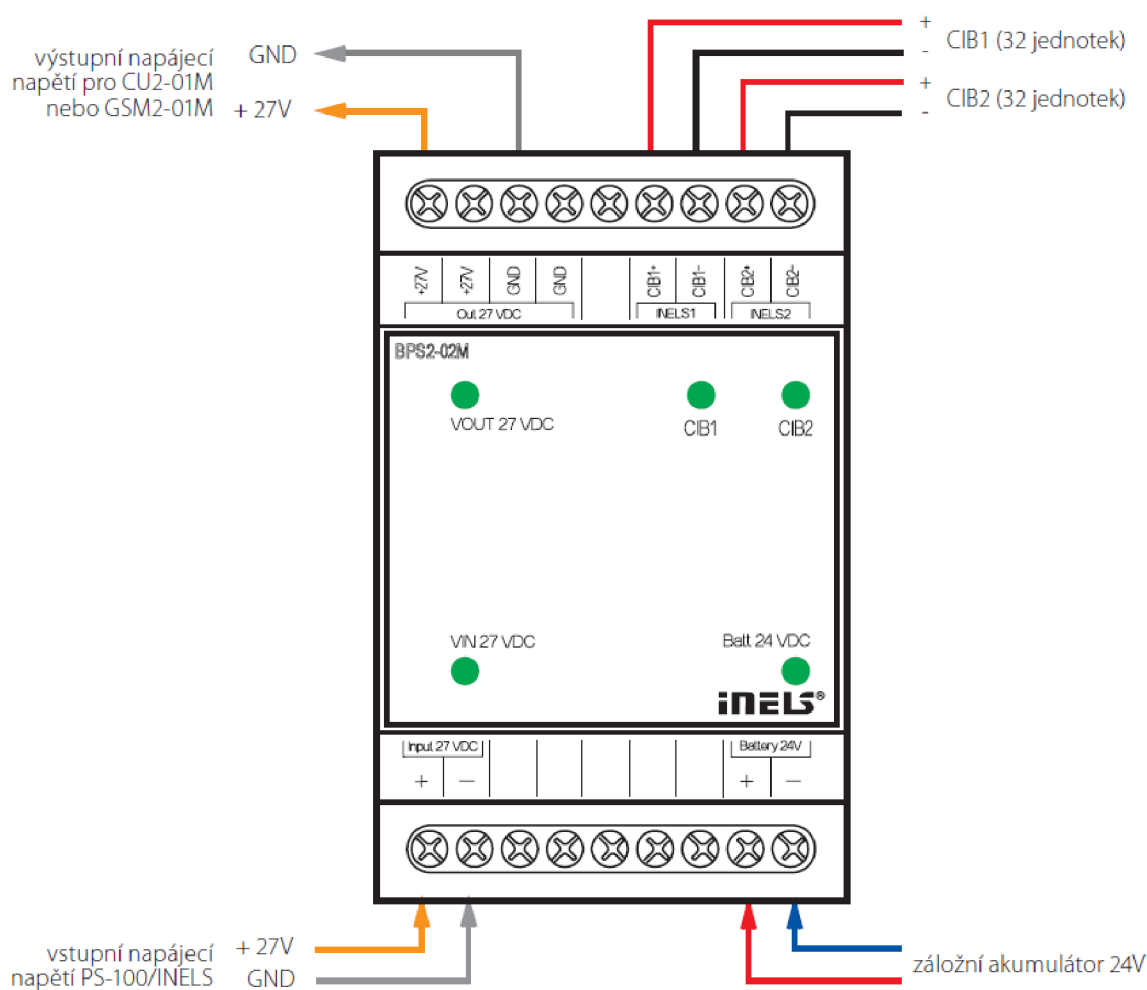 výstupní napájecí
napětí pro CU2-01M
nebo GSM2-01M
GND
+ 27V
+
-
CIB1 (32 jednotek)
+
-
CIB2 (32 jednotek)
+27V
+27V
GND
GND
CIB1+
CIB1-
CIB2+
CIB2-
Out 27 VDC
INELS1
INELS2
BPS2-02M
VOUT 27 VDC
CIB1
CIB2
VIN 27 VDC
Batt 24 VDC
iNELS®
Input 27 VDC
Battery 24V
+
−
+
−
vstupní napájecí
napětí PS-100/INELS
+ 27V
GND
záložní akumulátor 24V